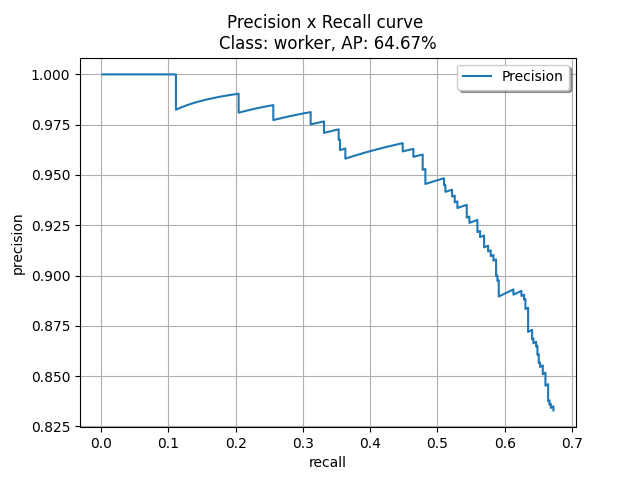 Precision x Recall curve
Class: worker, AP: 64.67%
Precision
1.000
0.975
0.950
0.925
0.900
0.875
0.850
0.825
precision
0.0 0.1 0.2 0.3 0.4 0.5 0.6 0.7
recall